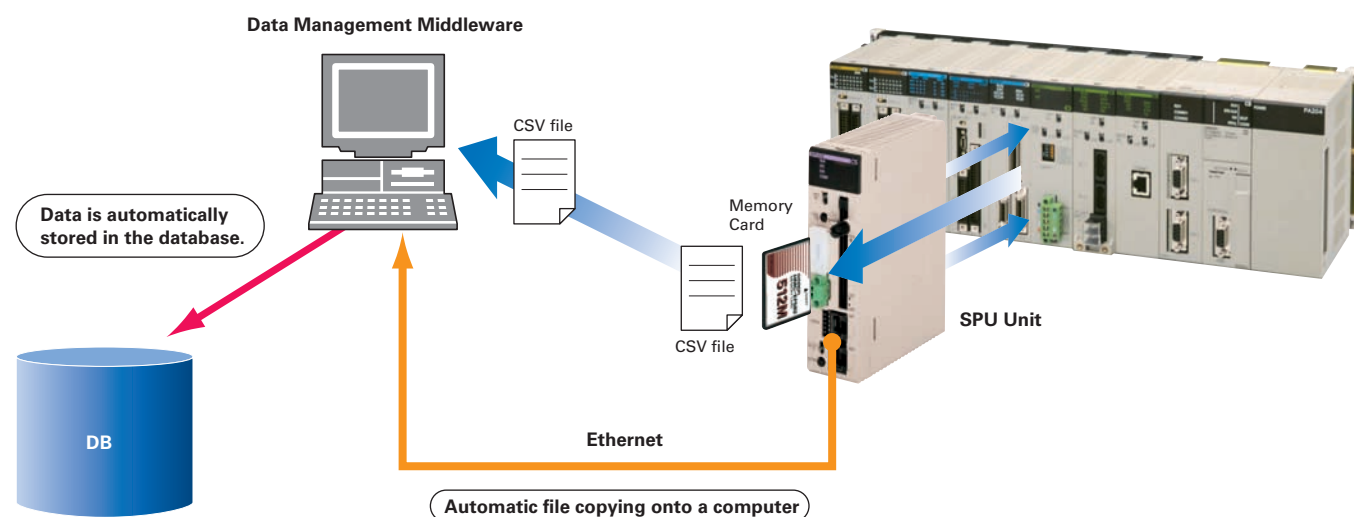 Data Management Middleware
CSV file
Data is automatically
stored in the database.
Memory
Card
512M
CSV file
SPU Unit
PA204
DB
Ethernet
Automatic file copying onto a computer